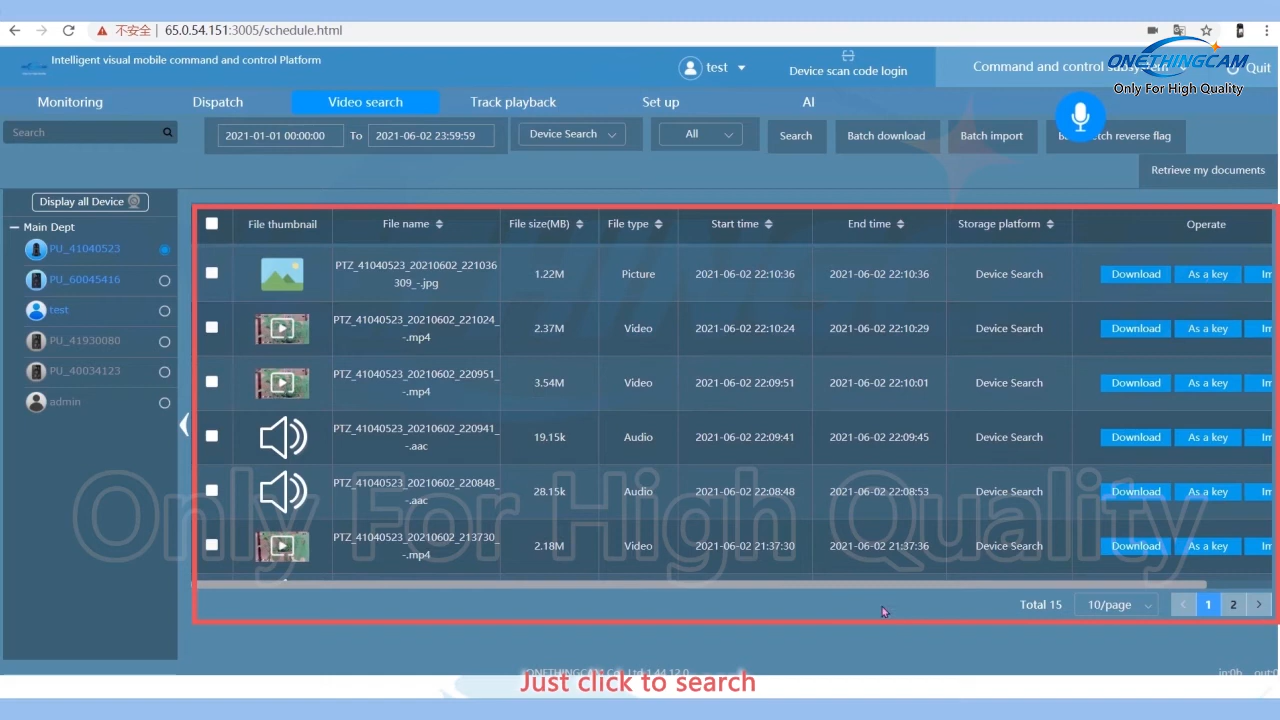 不安全 65.0.54.151:3005/schedule.html
Intelligent visual mobile command and control Platform
test
Device scan code login
Command and control
Quit
ONETHINGCAM
Only For High Quality
Monitoring Dispatch Video search Track playback Set up AI
Search
2021-01-01 00:00:00 To 2021-06-02 23:59:59 Device Search All Search Batch download Batch import reverse flag
Retrieve my documents
Display all Device
Main Dept
PU_41040523
PU_60045416
test
PU_41930080
PU_40034123
admin
File thumbnail File name File size(MB) File type Start time End time Storage platform Operate
PTZ_41040523_20210602_221036
309_-.jpg
1.22M Picture 2021-06-02 22:10:36 2021-06-02 22:10:36 Device Search Download As a key Im
PTZ_41040523_20210602_221024_
-.mp4
2.37M Video 2021-06-02 22:10:24 2021-06-02 22:10:29 Device Search Download As a key Im
PTZ_41040523_20210602_220951_
-.mp4
3.54M Video 2021-06-02 22:09:51 2021-06-02 22:10:01 Device Search Download As a key Im
PTZ_41040523_20210602_220941_
-.aac
19.15k Audio 2021-06-02 22:09:41 2021-06-02 22:09:45 Device Search Download As a key Im
PTZ_41040523_20210602_220848_
-.aac
28.15k Audio 2021-06-02 22:08:48 2021-06-02 22:08:53 Device Search Download As a key Im
PTZ_41040523_20210602_213730_
-.mp4
2.18M Video 2021-06-02 21:37:30 2021-06-02 21:37:36 Device Search Download As a key Im
Only For High Quality
Total 15 10/page 1 2
Just click to search